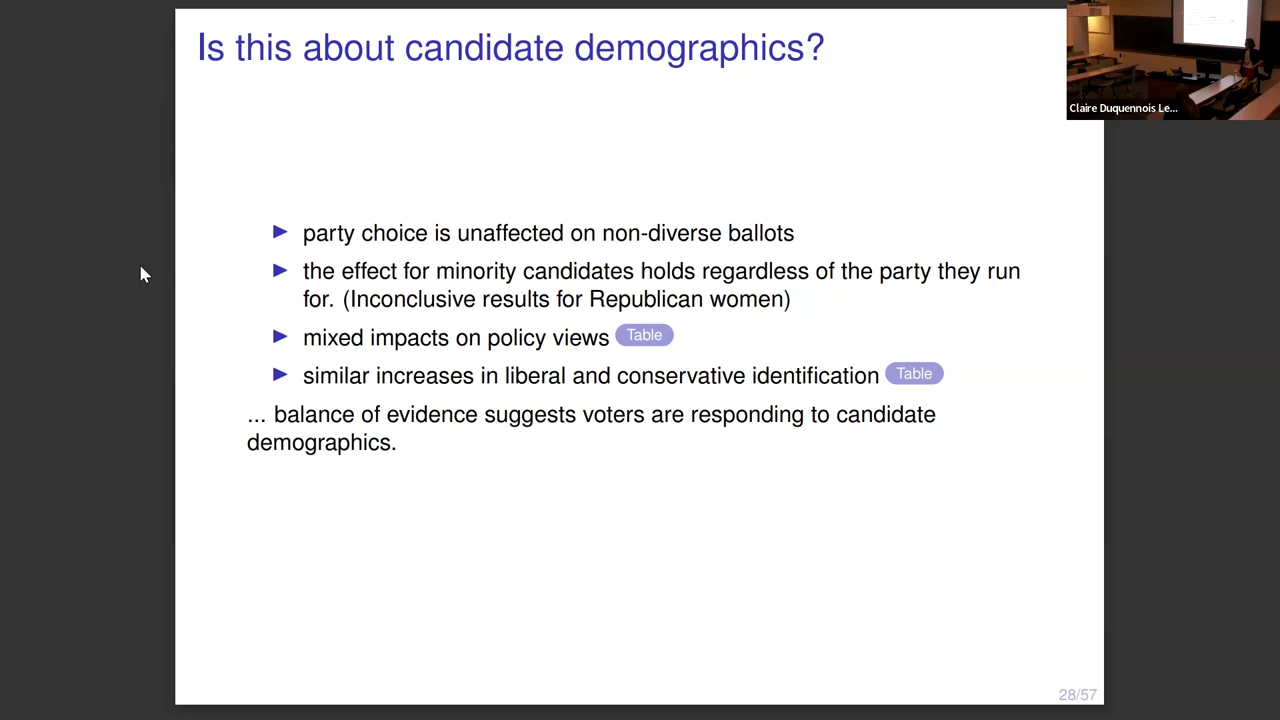 Is this about candidate demographics?
Claire Duquennois Le...
▶ party choice is unaffected on non-diverse ballots
▶ the effect for minority candidates holds regardless of the party they run
for. (Inconclusive results for Republican women)
▶ mixed impacts on policy views Table
▶ similar increases in liberal and conservative identification Table
... balance of evidence suggests voters are responding to candidate
demographics.
28/57